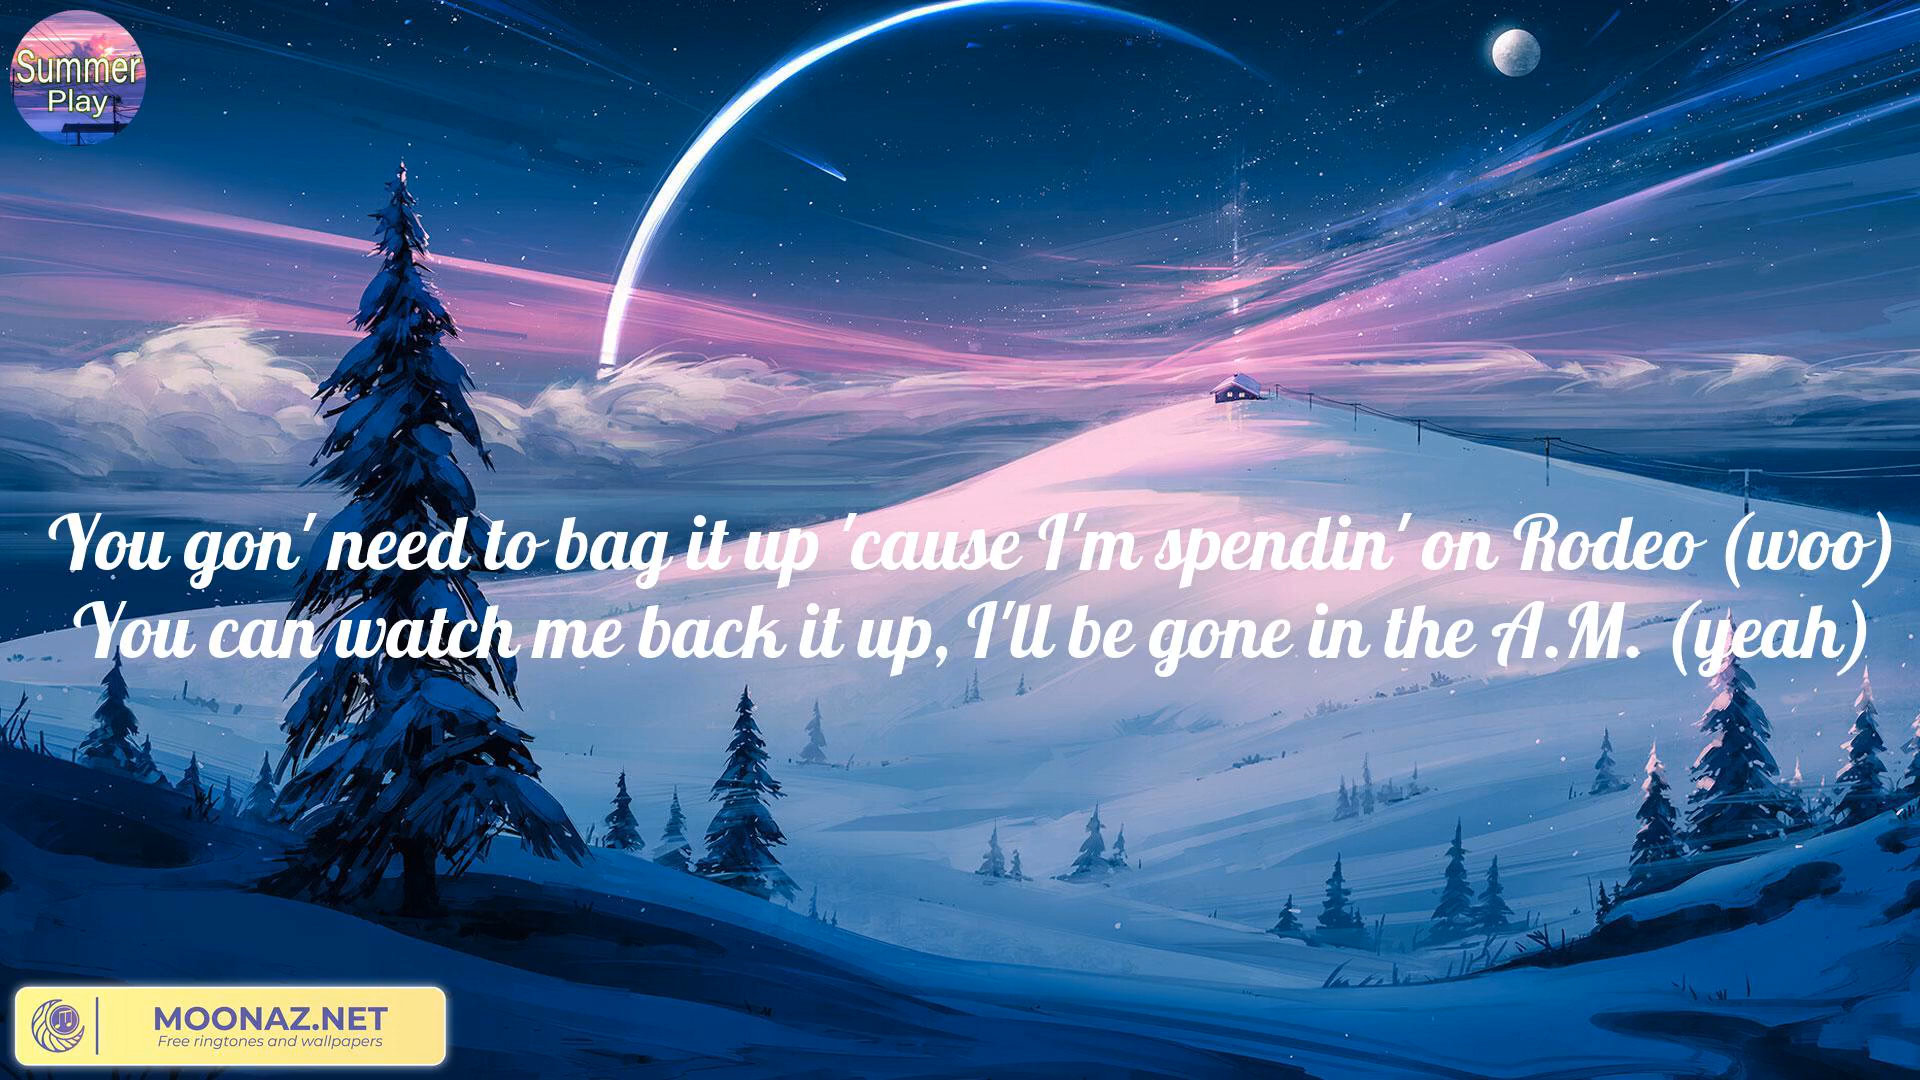 Summer
Play
You gon' need to bag it up 'cause I'm spendin' on Rodeo (woo)
You can watch me back it up, I'll be gone in the A.M. (yeah)
MOONAZ.NET
Free ringtones and wallpapers